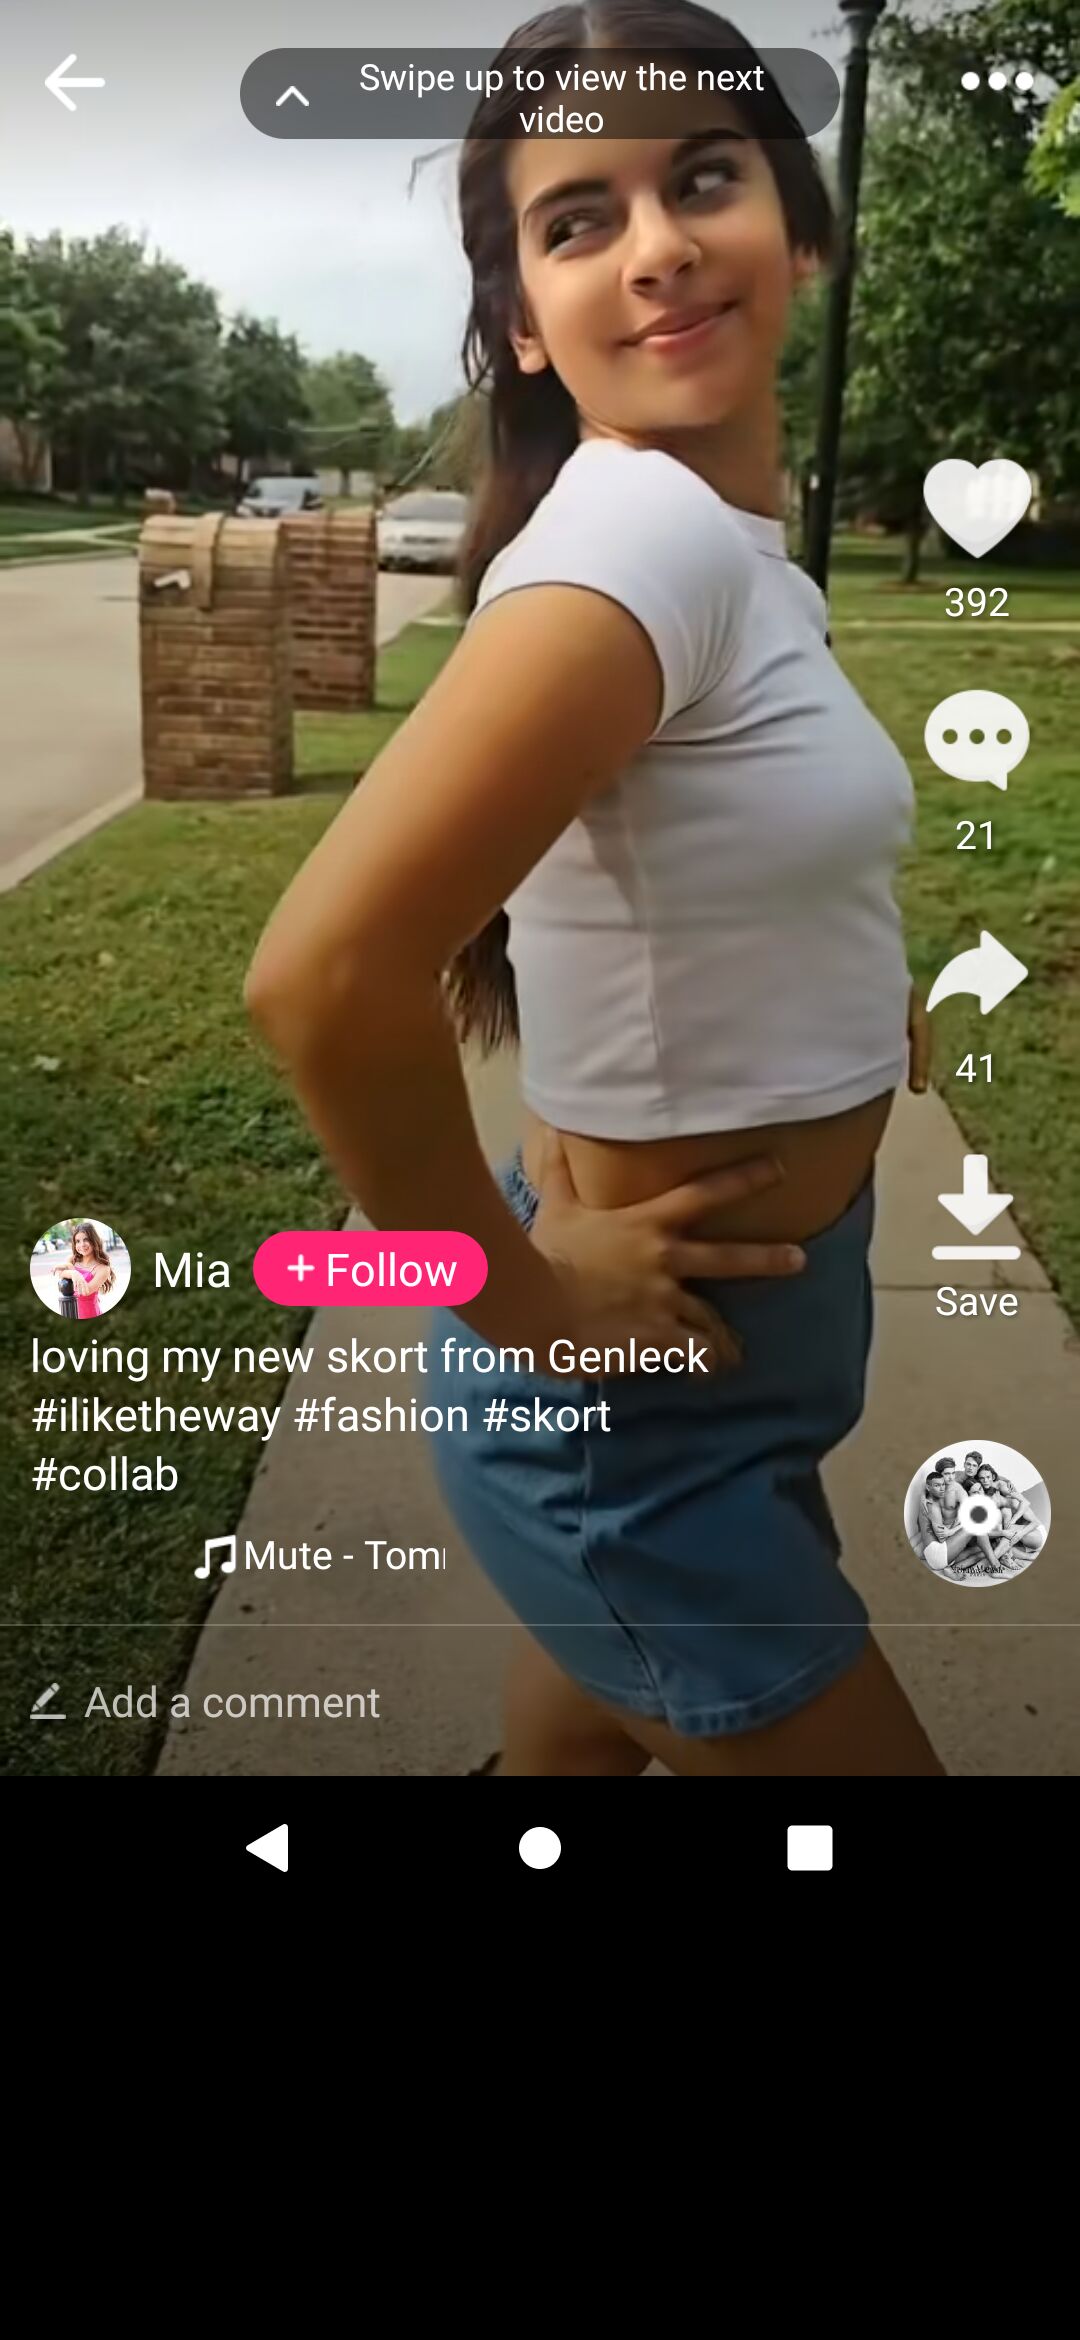 Swipe up to view the next
video
392
21
41
Save
Mia
+ Follow
loving my new skort from Genleck
#iliketheway #fashion #skort
#collab
Mute - Tom
Add a comment